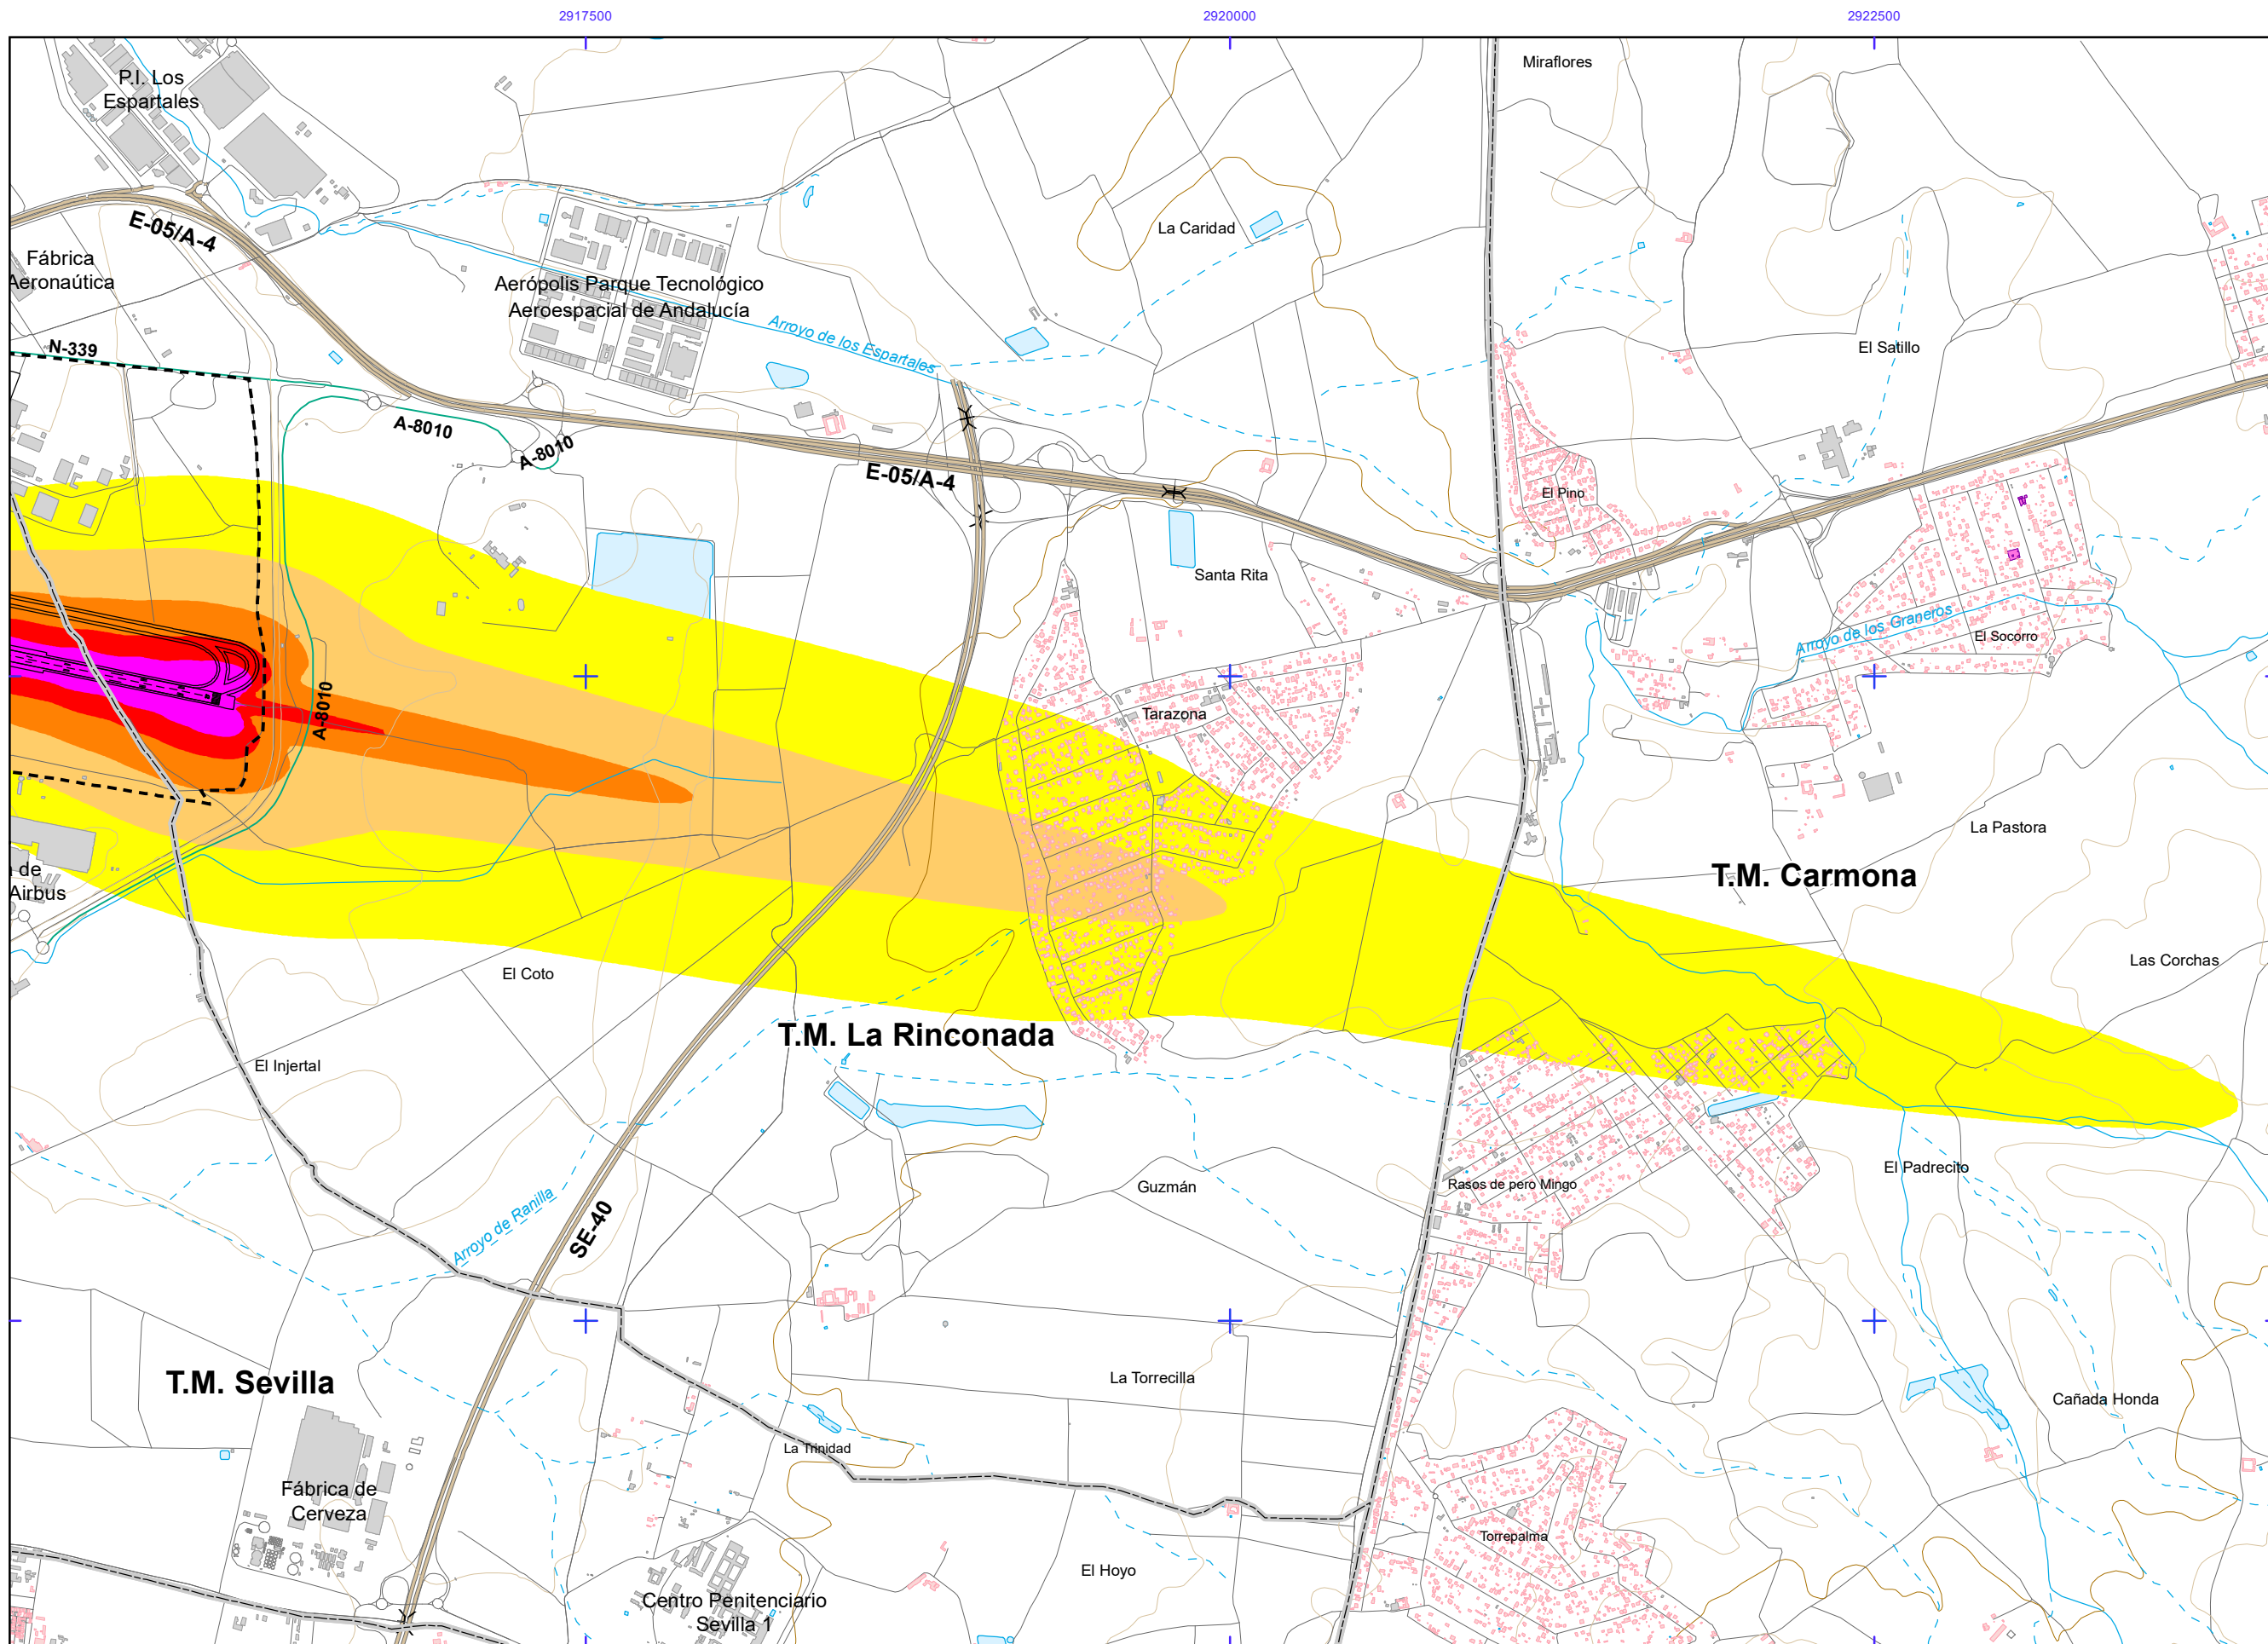 2917500
2920000
2922500
Miraflores
P.I. Los
Espartales
E-05/A-4
La Caridad
Fábrica
Aeronaútica
Aerópolis Parque Tecnológico
Aeroespacial de Andalucía
Arroyo de los Espartales
N-339
El Satillo
A-8010
A-8010
E-05/A-4
El Pino
Santa Rita
Arroyo de los Graneros
El Socorro
A-8010
Tarazona
La Pastora
de
Airbus
T.M. Carmona
Las Corchas
El Coto
T.M. La Rinconada
El Injertal
El Padrecito
Guzmán
Rasos de pero Mingo
Arroyo de Ranilla
SE-40
T.M. Sevilla
La Torrecilla
Cañada Honda
La Trinidad
Fábrica de
Cerveza
Torrepalma
El Hoyo
Centro Penitenciario
Sevilla 1